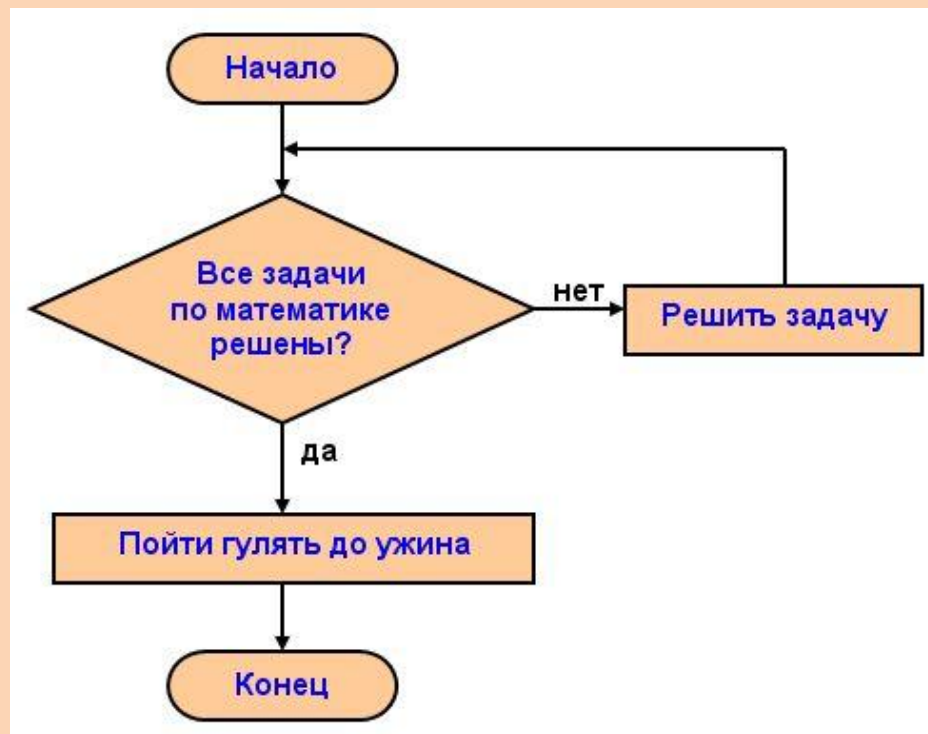 Начало
Все задачи
по математике
решены?
нет
Решить задачу
да
Пойти гулять до ужина
Конец